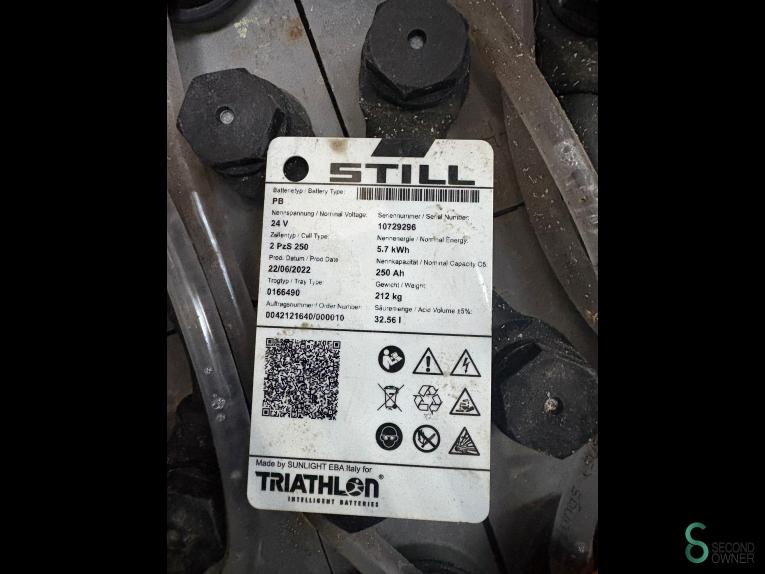 STILL
Batterietyp / Battery Type:
PB
Nennspannung / Nominal Voltage: Seriennummer / Serial Number:
24 V 10729296
Zellentyp / Cell Type: Nennenergie / Nominal Energy:
2 PzS 250 5.7 kWh
Prod. Datum / Prod Date Nennkapazität / Nominal Capacity C5:
22/06/2022 250 Ah
Trogtyp / Tray Type: Gewicht / Weight:
0166490 212 kg
Auftragsnummer / Order Number: Säuremenge / Acid Volume ±5%:
0042121640/000010 32.56 l
Made by SUNLIGHT EBA Italy for
TRIATHLON®
INTELLIGENT BATTERIES
SECOND
OWNER